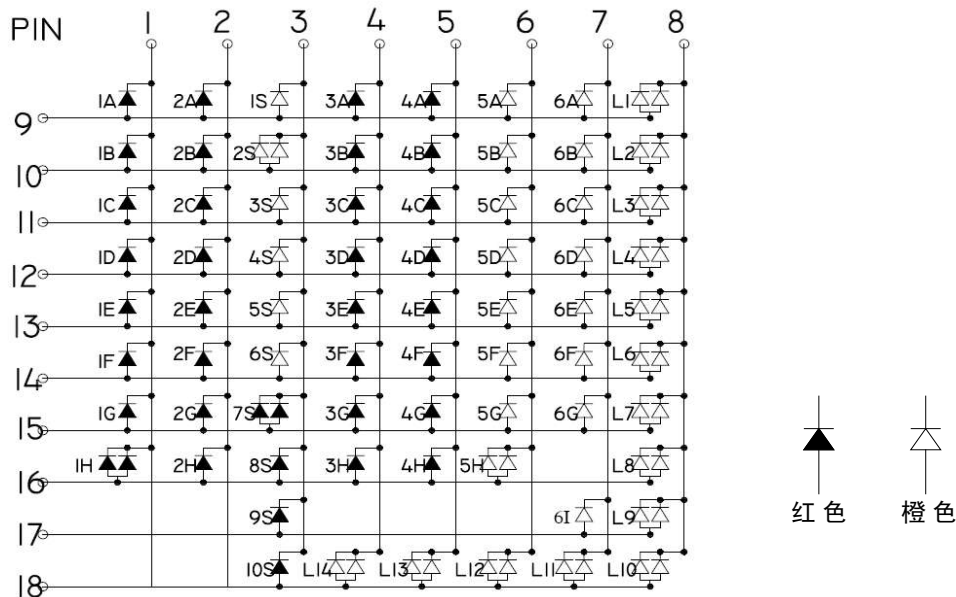 PIN 1 2 3 4 5 6 7 8
1A 2A 1S 3A 4A 5A 6A L1
9
1B 2B 2S 3B 4B 5B 6B L2
10
1C 2C 3S 3C 4C 5C 6C L3
11
1D 2D 4S 3D 4D 5D 6D L4
12
1E 2E 5S 3E 4E 5E 6E L5
13
1F 2F 6S 3F 4F 5F 6F L6
14
1G 2G 7S 3G 4G 5G 6G L7
15
1H 2H 8S 3H 4H 5H L8
16
9S 6I L9
17
10S L14 L13 L12 L11 L10
18
红色 橙色